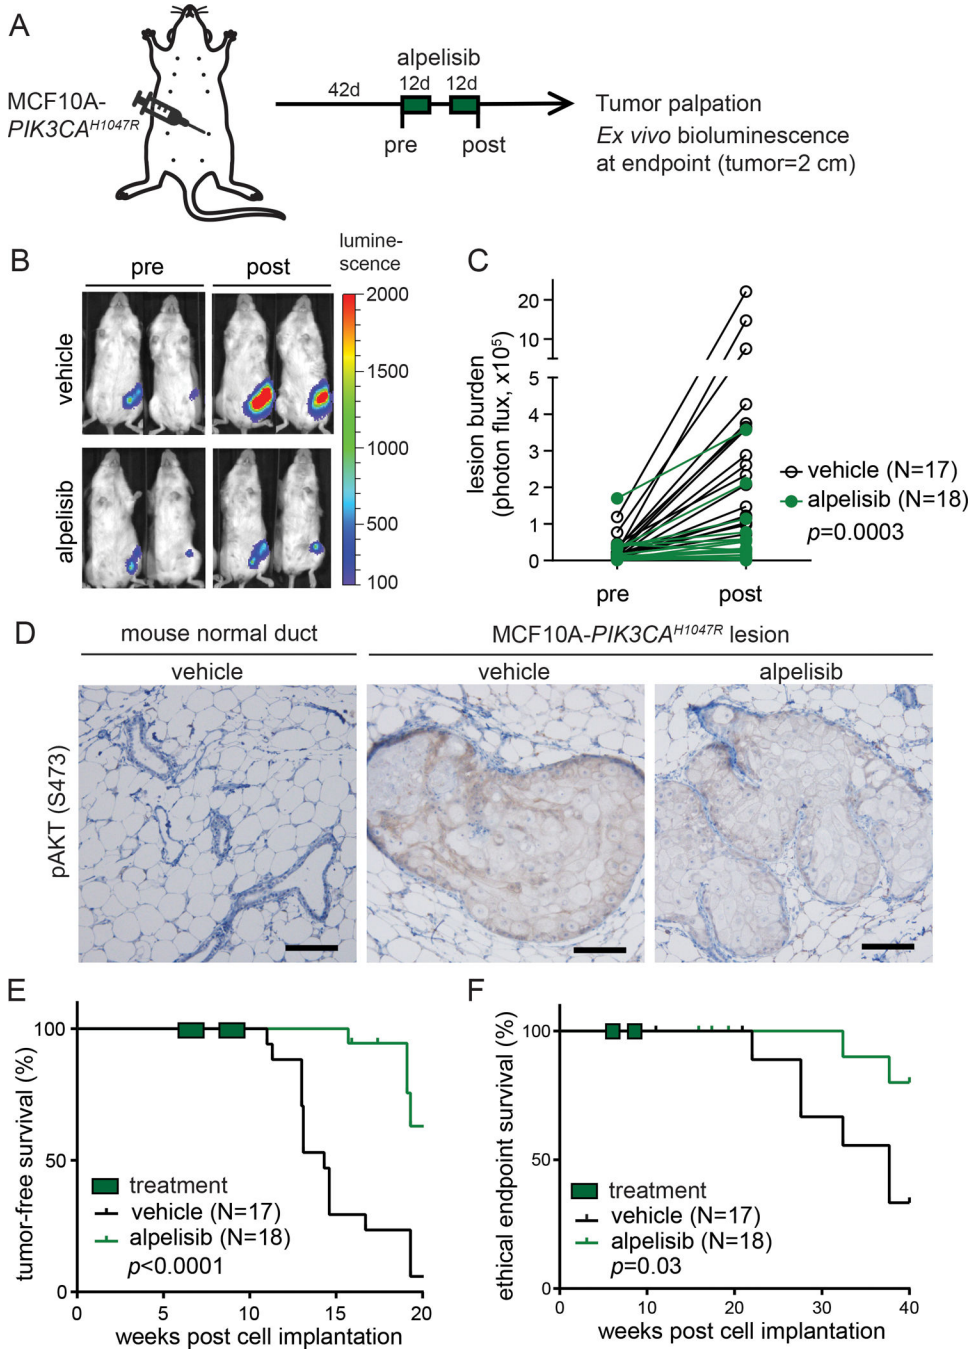 A
MCF10A-
PIK3CA^H1047R
alpelisib
42d
12d
12d
pre
post
Tumor palpation
Ex vivo bioluminescence
at endpoint (tumor=2 cm)
B
pre
post
lumine-
scence
vehicle
alpelisib
2000
1500
1000
500
100
C
lesion burden
(photon flux, x10⁵)
20
10
5
4
3
2
1
0
pre
post
vehicle (N=17)
alpelisib (N=18)
p=0.0003
D
mouse normal duct
MCF10A-PIK3CA^H1047R lesion
vehicle
vehicle
alpelisib
pAKT (S473)
E
tumor-free survival (%)
100
50
0
0
5
10
15
20
treatment
vehicle (N=17)
alpelisib (N=18)
p<0.0001
weeks post cell implantation
F
ethical endpoint survival (%)
100
50
0
0
10
20
30
40
treatment
vehicle (N=17)
alpelisib (N=18)
p=0.03
weeks post cell implantation